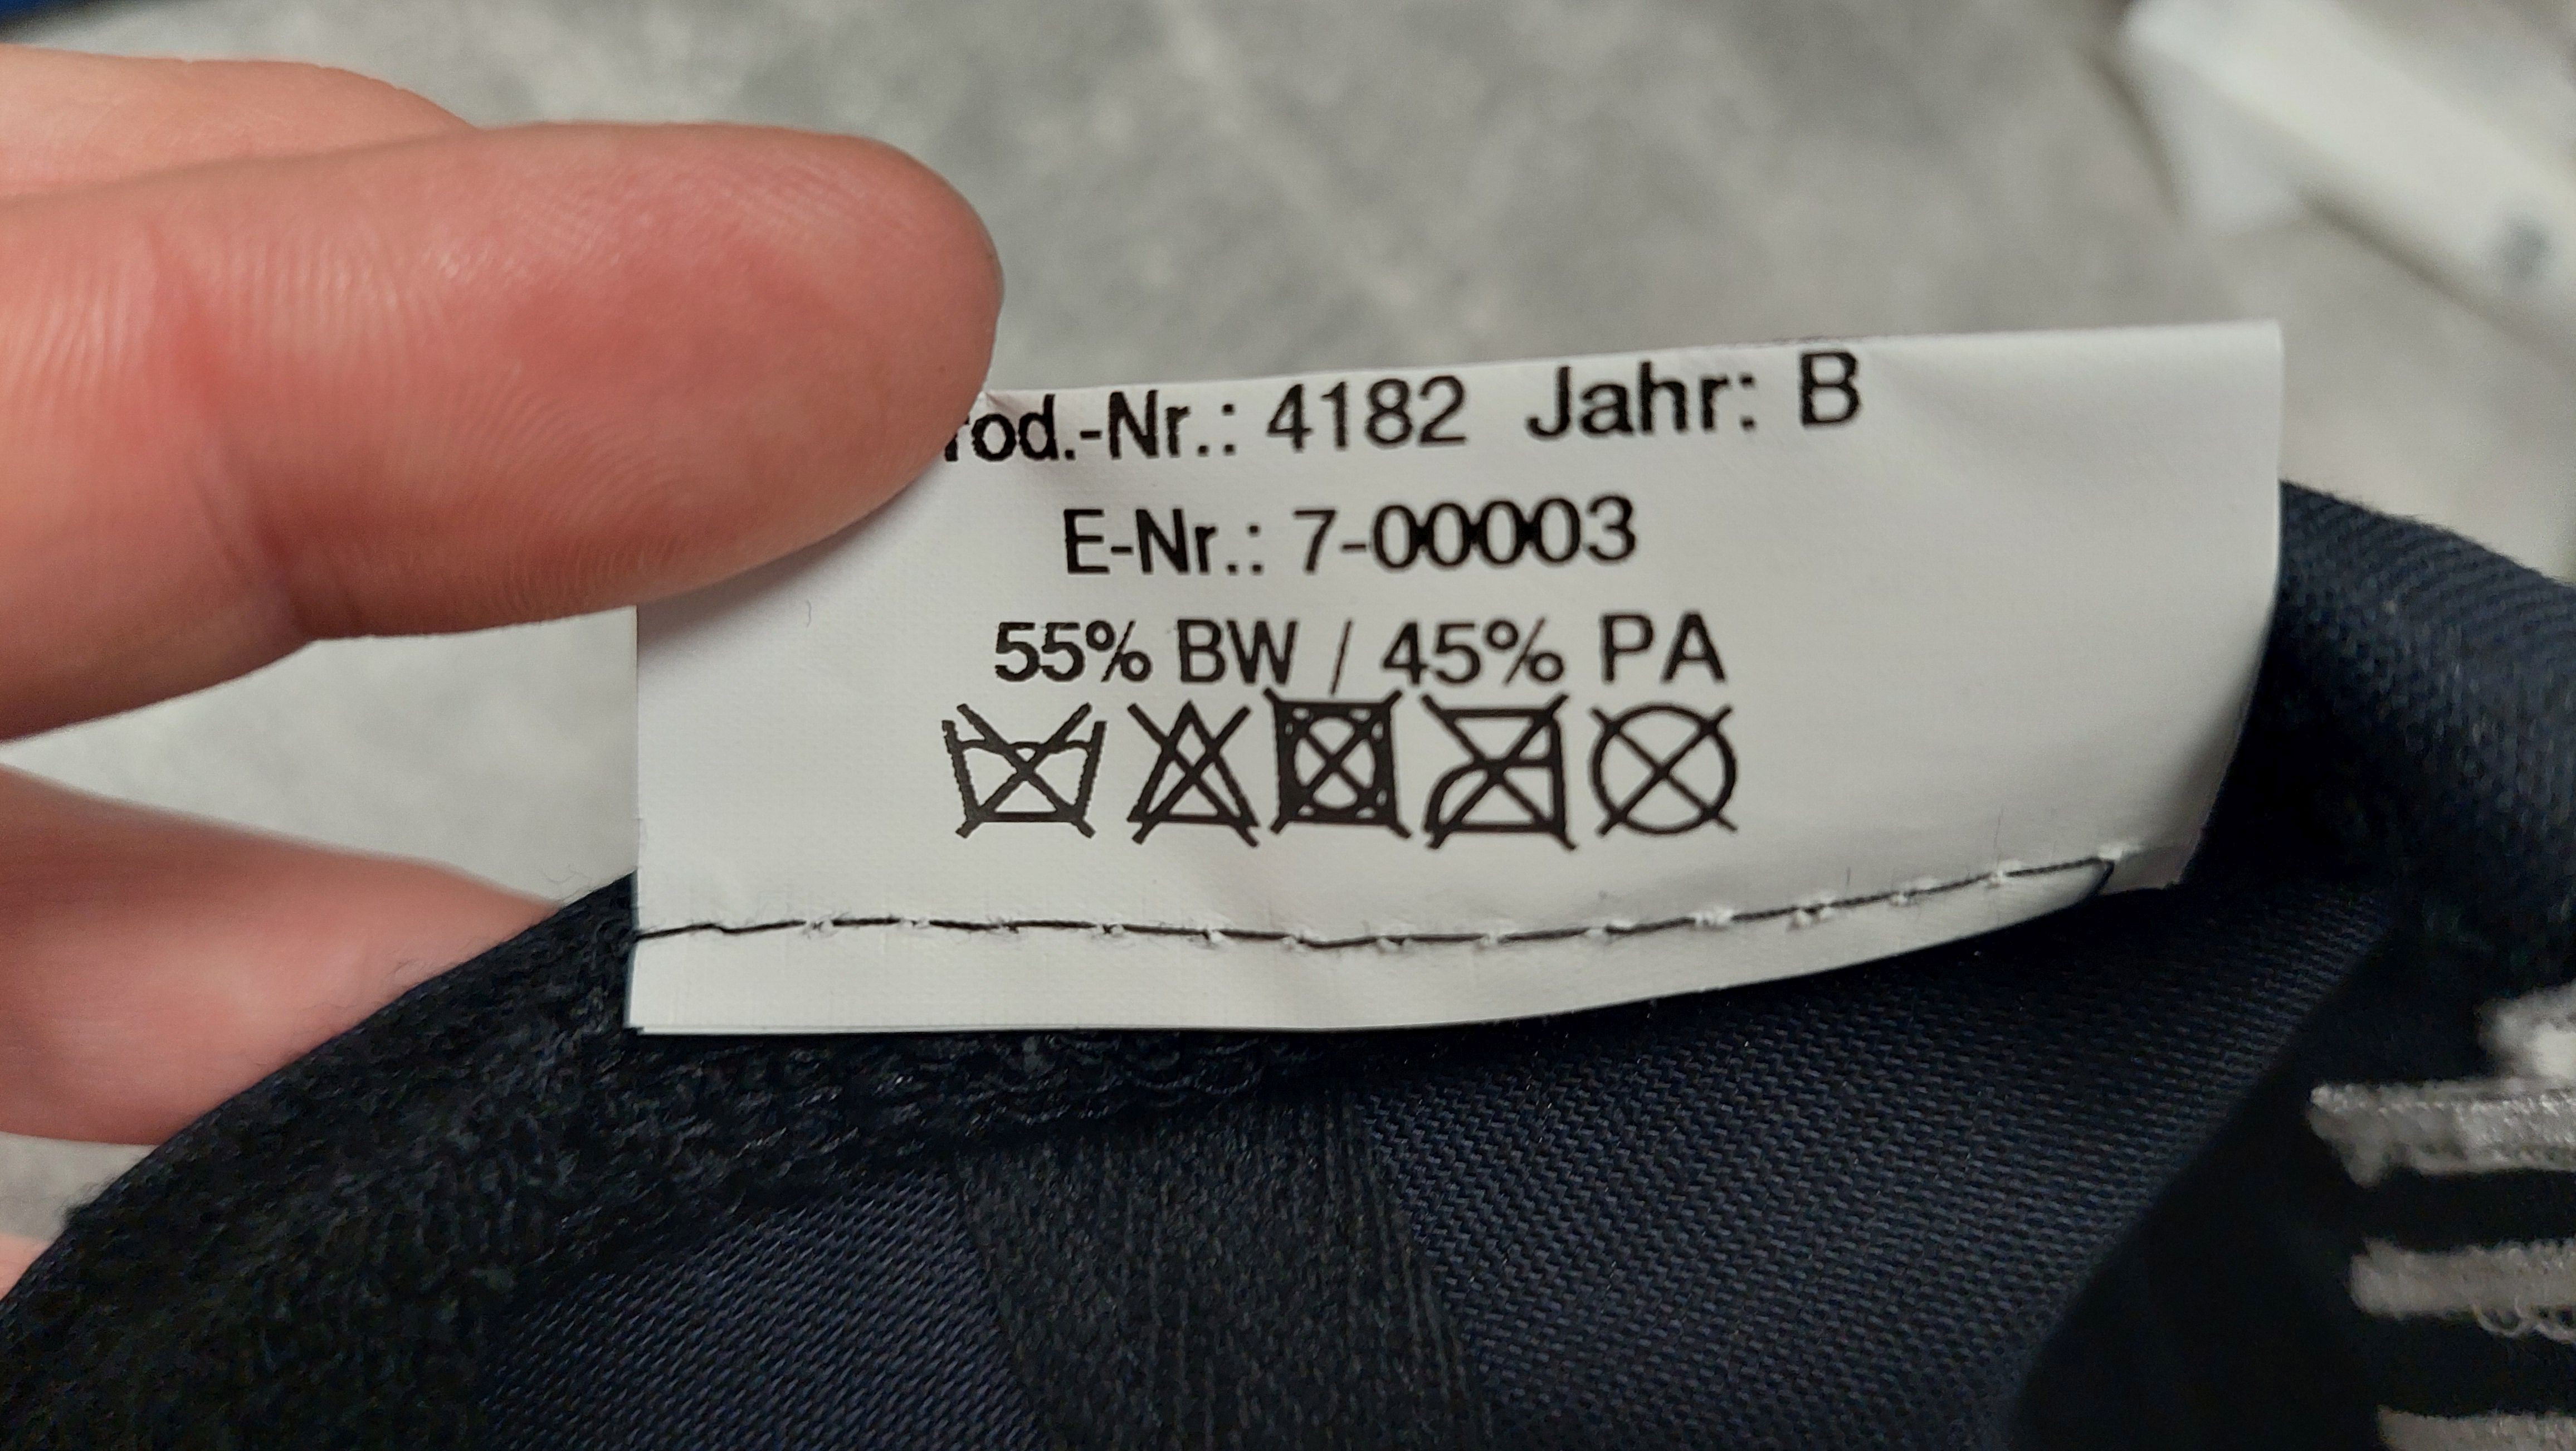 rod.-Nr.: 4182 Jahr: B
E-Nr.: 7-00003
55% BW / 45% PA